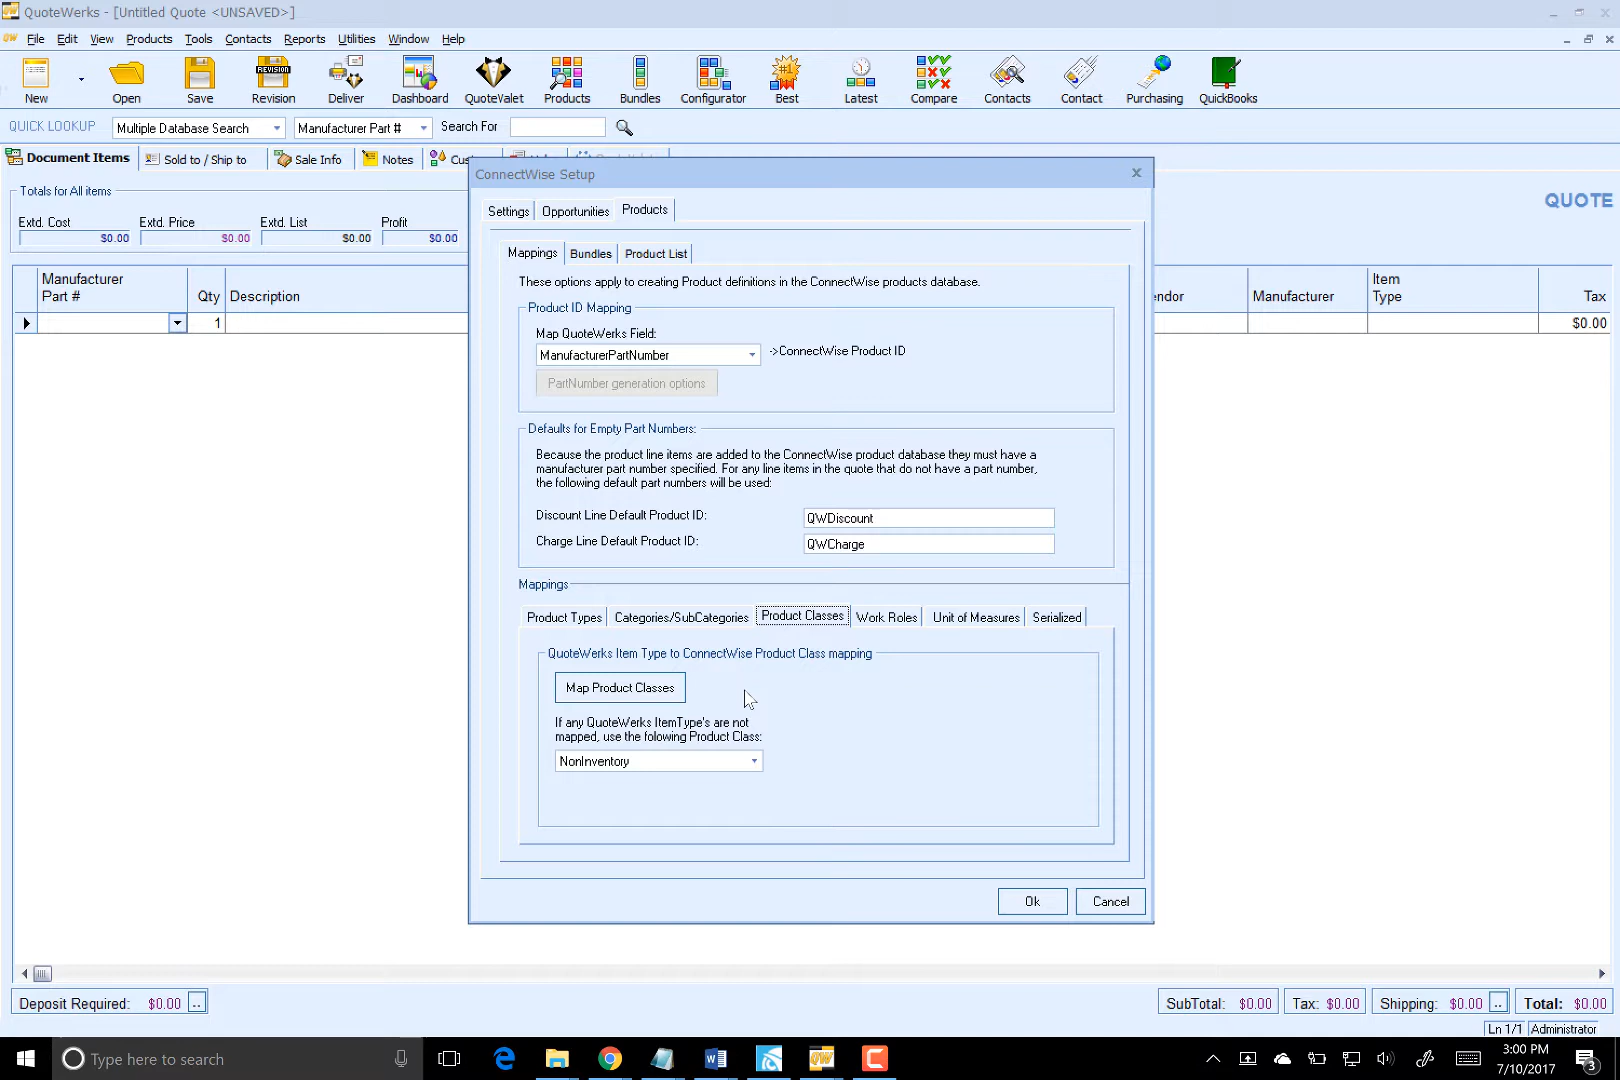 QuoteWerks - [Untitled Quote <UNSAVED>]
File Edit View Products Tools Contacts Reports Utilities Window Help
New Open Save Revision Deliver Dashboard QuoteValet Products Bundles Configurator Best Latest Compare Contacts Contact Purchasing QuickBooks
QUICK LOOKUP Multiple Database Search Manufacturer Part # Search For
Document Items Sold to / Ship to Sale Info Notes
ConnectWise Setup
Totals for All items
Extd. Cost Extd. Price Extd. List Profit
$0.00 $0.00 $0.00 $0.00
QUOTE
Manufacturer
Part # Qty Description
Manufacturer Item
Type Tax
1 $0.00
Settings Opportunities Products
Mappings Bundles Product List
These options apply to creating Product definitions in the ConnectWise products database.
Product ID Mapping
Map QuoteWerks Field:
ManufacturerPartNumber ->ConnectWise Product ID
PartNumber generation options
Defaults for Empty Part Numbers:
Because the product line items are added to the ConnectWise product database they must have a
manufacturer part number specified. For any line items in the quote that do not have a part number,
the following default part numbers will be used:
Discount Line Default Product ID: QWDiscount
Charge Line Default Product ID: QWCharge
Mappings
Product Types Categories/SubCategories Product Classes Work Roles Unit of Measures Serialized
QuoteWerks Item Type to ConnectWise Product Class mapping
Map Product Classes
If any QuoteWerks ItemType's are not
mapped, use the folowing Product Class:
NonInventory
Ok Cancel
Deposit Required: $0.00 ..
SubTotal: $0.00 Tax: $0.00 Shipping: $0.00 .. Total: $0.00
Ln 1/1 Administrator
Type here to search
3:00 PM
7/10/2017
3